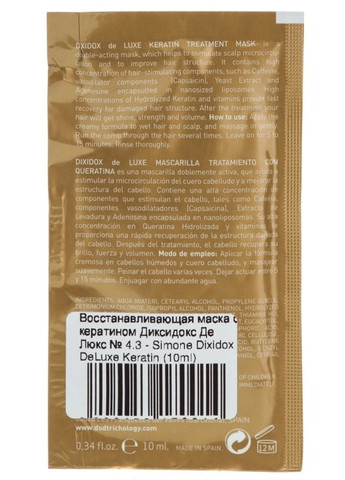 DIXIDOX de LUXE KERATIN TREATMENT MASK is
double-acting mask, which helps to stimulate scalp microcircu-
lation and to improve hair structure. It contains high
concentration of hair-stimulating components, such as Caffeine,
vasodilator components (Capsaicin), Yeast Extract and
Adenosine encapsulated in nanosized liposomes. High
concentrations of Hydrolyzed Keratin and vitamins provide fast
recovery for damaged hair structure. After the treatment your
hair will get shine, strength and volume. How to use: Apply the
creamy formula to wet hair and scalp, and massage gently.
Run the comb through the hair several times. Leave on for 5 to
15 minutes. Rinse thoroughly.
DIXIDOX de LUXE MASCARILLA TRATAMIENTO CON
QUERATINA es una mascarilla doblemente activa, que ayuda a
estimular la microcirculación del cuero cabelludo y a mejorar la
estructura del cabello. Contiene una alta concentración de
componentes que estimulan el cabello, tales como Cafeína,
componentes vasodilatadores (Capsaicina), Extracto de
Levadura y Adenosina encapsulada en nanoliposomas. Su alta
concentración en Queratina Hidrolizada y vitaminas
proporciona una rápida recuperación de la estructura dañada
del cabello. Después del tratamiento, el cabello recupera su
brillo, fuerza y volumen. Modo de empleo: Aplicar la fórmula
cremosa en cabellos húmedos y cuero cabelludo, y masajear
suavemente. Peinar el cabello varias veces. Dejar actuar entre 5
y 15 minutos. Enjuagar con abundante agua.
INGREDIENTS: AQUA (WATER), CETEARYL ALCOHOL, PROPYLENE
CETRIMONIUM CHLORIDE, ISOPROPYL ALCOHOL, PANTHENOL,
Восстанавливающая маска с
кератином Диксидокс Де
Люкс № 4.3 - Simone Dixidox
DeLuxe Keratin (10ml)
SPAIN
www.dsdtrichology.com
0.34 fl.oz. e 10 ml. MADE IN SPAIN 12M